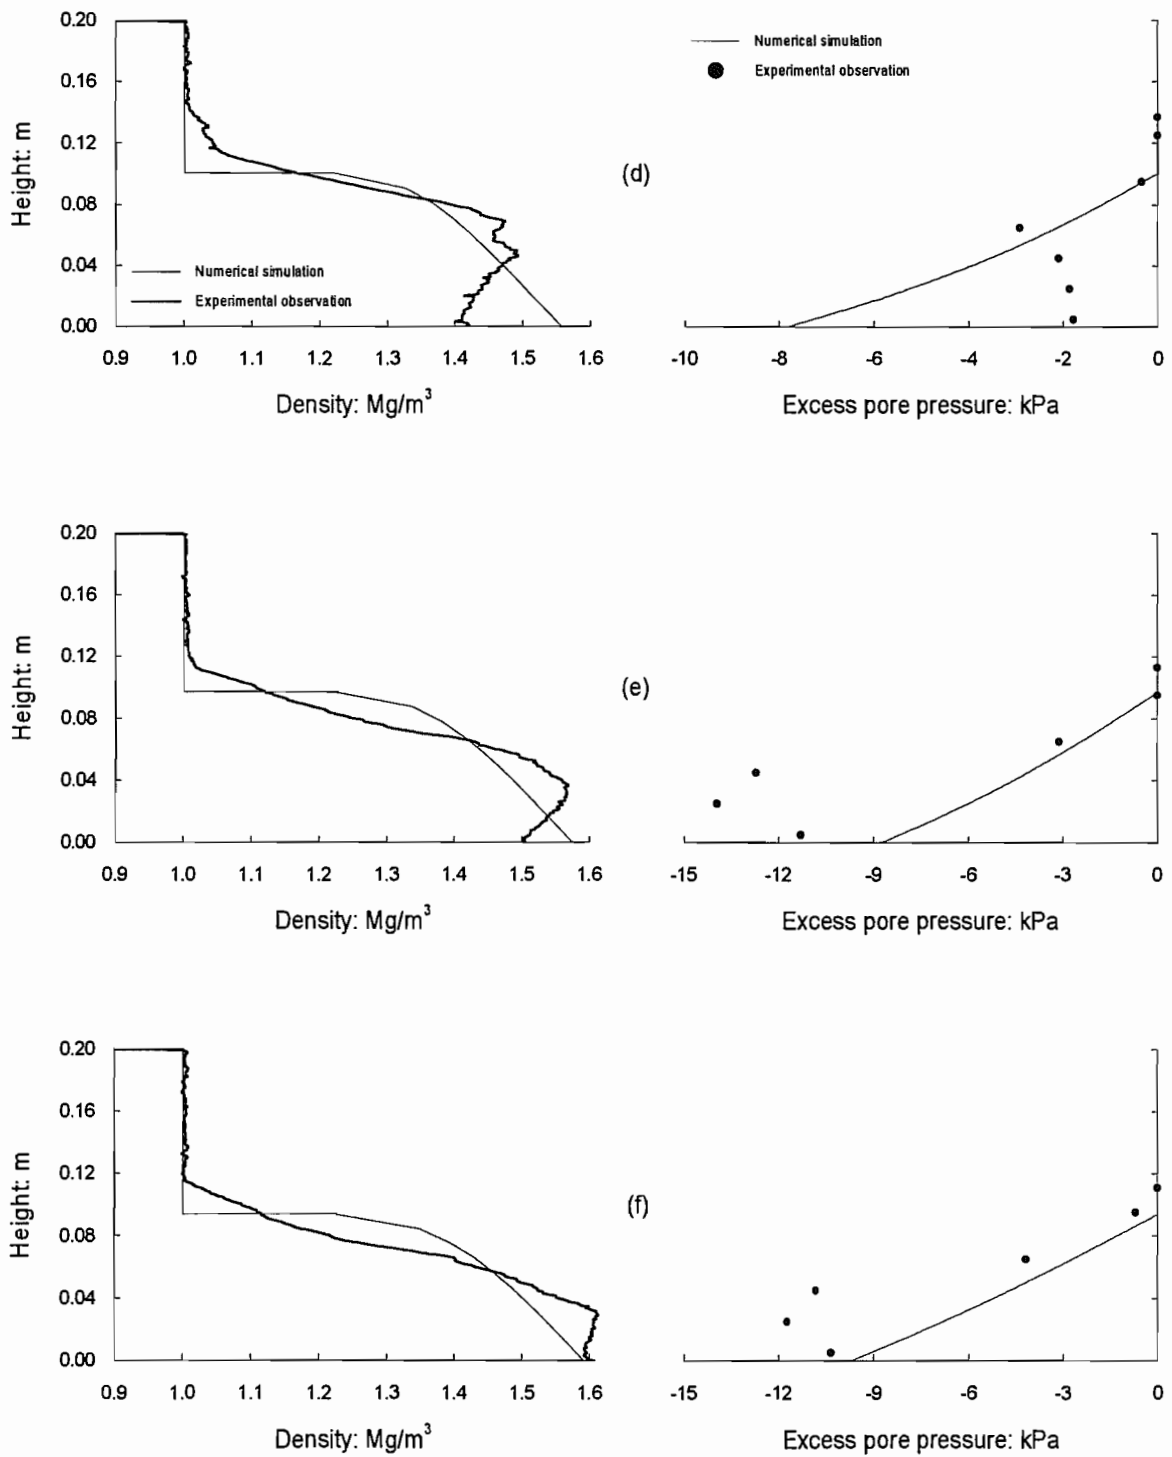 0.20
0.16
0.12
0.08
0.04
0.00
Height: m
Numerical simulation
Experimental observation
0.9 1.0 1.1 1.2 1.3 1.4 1.5 1.6
Density: Mg/m³
(d)
Numerical simulation
Experimental observation
-10 -8 -6 -4 -2 0
Excess pore pressure: kPa
0.20
0.16
0.12
0.08
0.04
0.00
Height: m
0.9 1.0 1.1 1.2 1.3 1.4 1.5 1.6
Density: Mg/m³
(e)
-15 -12 -9 -6 -3 0
Excess pore pressure: kPa
0.20
0.16
0.12
0.08
0.04
0.00
Height: m
0.9 1.0 1.1 1.2 1.3 1.4 1.5 1.6
Density: Mg/m³
(f)
-15 -12 -9 -6 -3 0
Excess pore pressure: kPa